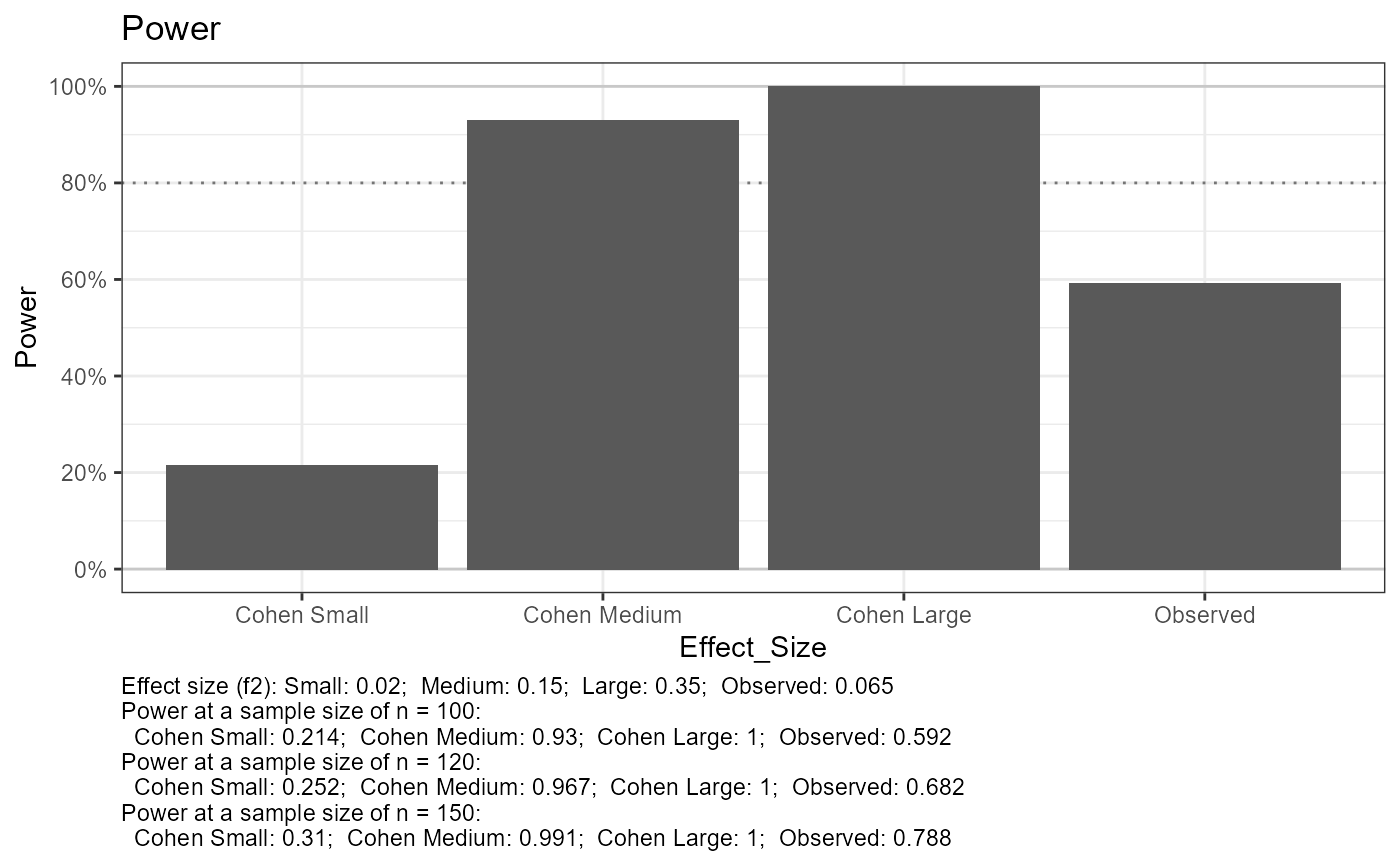 Power
100%
80%
60%
40%
20%
0%
Power
Cohen Small
Cohen Medium
Cohen Large
Observed
Effect_Size
Effect size (f2): Small: 0.02;  Medium: 0.15;  Large: 0.35;  Observed: 0.065
Power at a sample size of n = 100:
  Cohen Small: 0.214;  Cohen Medium: 0.93;  Cohen Large: 1;  Observed: 0.592
Power at a sample size of n = 120:
  Cohen Small: 0.252;  Cohen Medium: 0.967;  Cohen Large: 1;  Observed: 0.682
Power at a sample size of n = 150:
  Cohen Small: 0.31;  Cohen Medium: 0.991;  Cohen Large: 1;  Observed: 0.788